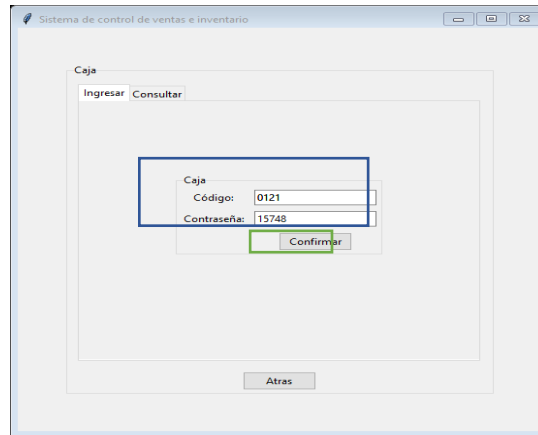 Sistema de control de ventas e inventario
Caja
Ingresar Consultar
Caja
Código: 0121
Contraseña: 15748
Confirmar
Atras